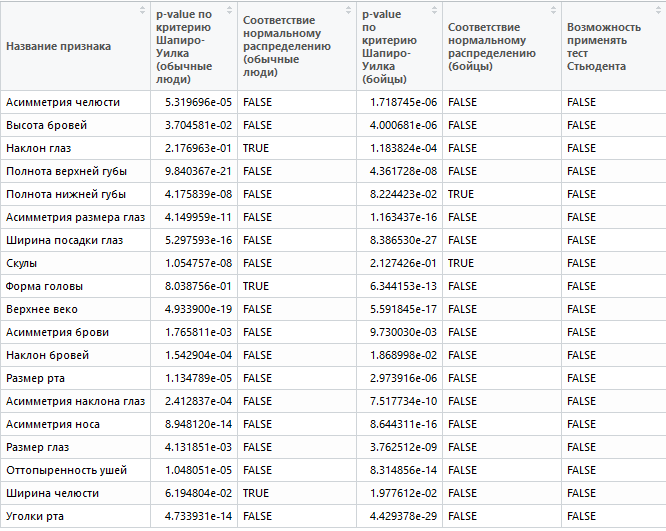 Название признака | p-value по критерию Шапиро-Уилка (обычные люди) | Соответствие нормальному распределению (обычные люди) | p-value по критерию Шапиро-Уилка (бойцы) | Соответствие нормальному распределению (бойцы) | Возможность применять тест Стьюдента
Асимметрия челюсти 5.319696e-05 FALSE 1.718745e-06 FALSE FALSE
Высота бровей 3.704581e-02 FALSE 4.000681e-06 FALSE FALSE
Наклон глаз 2.176963e-01 TRUE 1.183824e-04 FALSE FALSE
Полнота верхней губы 9.840367e-21 FALSE 4.361728e-08 FALSE FALSE
Полнота нижней губы 4.175839e-08 FALSE 8.224423e-02 TRUE FALSE
Асимметрия размера глаз 4.149959e-11 FALSE 1.163437e-16 FALSE FALSE
Ширина посадки глаз 5.297593e-16 FALSE 8.386530e-27 FALSE FALSE
Скулы 1.054757e-08 FALSE 2.127426e-01 TRUE FALSE
Форма головы 8.038756e-01 TRUE 6.344153e-13 FALSE FALSE
Верхнее веко 4.933900e-19 FALSE 5.591845e-17 FALSE FALSE
Асимметрия брови 1.765811e-03 FALSE 9.730030e-03 FALSE FALSE
Наклон бровей 1.542904e-04 FALSE 1.868998e-02 FALSE FALSE
Размер рта 1.134789e-05 FALSE 2.973916e-06 FALSE FALSE
Асимметрия наклона глаз 2.412837e-04 FALSE 7.517734e-10 FALSE FALSE
Асимметрия носа 8.948120e-14 FALSE 8.644311e-16 FALSE FALSE
Размер глаз 4.131851e-03 FALSE 3.762512e-09 FALSE FALSE
Оттопыренность ушей 1.048051e-05 FALSE 8.314856e-14 FALSE FALSE
Ширина челюсти 6.194804e-02 TRUE 1.977612e-02 FALSE FALSE
Уголки рта 4.733931e-14 FALSE 4.429378e-29 FALSE FALSE